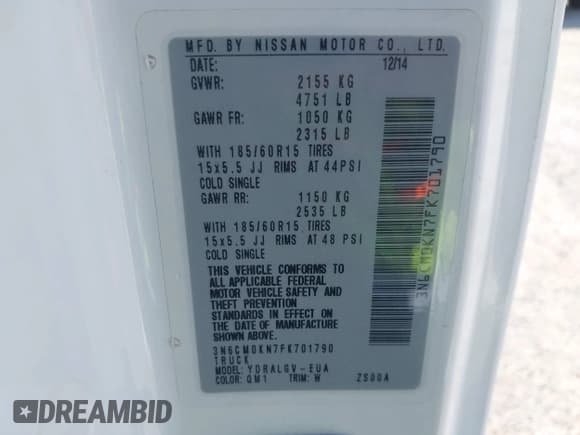 MFD. BY NISSAN MOTOR CO., LTD.
DATE: 12/14
GVWR: 2155 KG
4751 LB
GAWR FR: 1050 KG
2315 LB
WITH 185/60R15 TIRES
15x5.5 JJ RIMS AT 44PSI
COLD SINGLE
GAWR RR: 1150 KG
2535 LB
WITH 185/60R15 TIRES
15x5.5 JJ RIMS AT 48 PSI
COLD SINGLE
THIS VEHICLE CONFORMS TO
ALL APPLICABLE FEDERAL
MOTOR VEHICLE SAFETY AND
THEFT PREVENTION
STANDARDS IN EFFECT ON
THE DATE OF MANUFACTURE
SHOWN ABOVE.
3N6CM0KN7FK701790
TRUCK
MODEL: YDRALGV-EUA
COLOR: QM1 TRIM: W ZS00A
3N6CM0KN7FK701790
DREAMBID